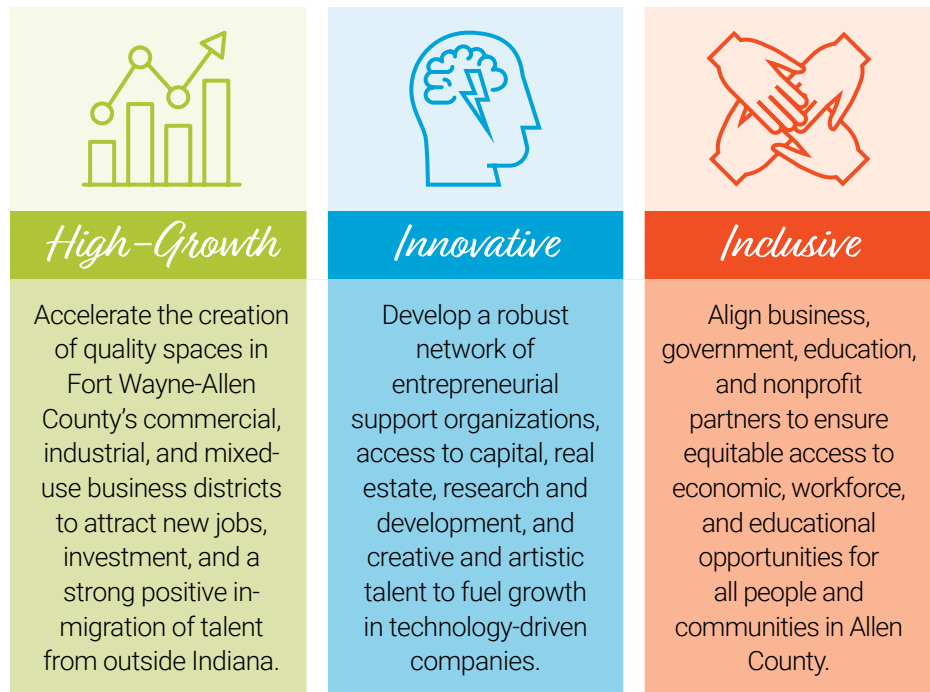 High-Growth
Accelerate the creation
of quality spaces in
Fort Wayne-Allen
County's commercial,
industrial, and mixed-
use business districts
to attract new jobs,
investment, and a
strong positive in-
migration of talent
from outside Indiana.
Innovative
Develop a robust
network of
entrepreneurial
support organizations,
access to capital, real
estate, research and
development, and
creative and artistic
talent to fuel growth
in technology-driven
companies.
Inclusive
Align business,
government, education,
and nonprofit
partners to ensure
equitable access to
economic, workforce,
and educational
opportunities for
all people and
communities in Allen
County.